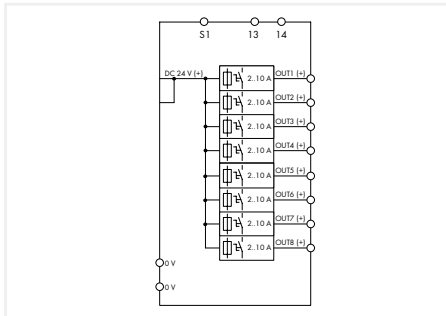 S1 13 14
DC 24 V (+) 2..10 A OUT1 (+)
2..10 A OUT2 (+)
2..10 A OUT3 (+)
2..10 A OUT4 (+)
2..10 A OUT5 (+)
2..10 A OUT6 (+)
2..10 A OUT7 (+)
2..10 A OUT8 (+)
0 V
0 V